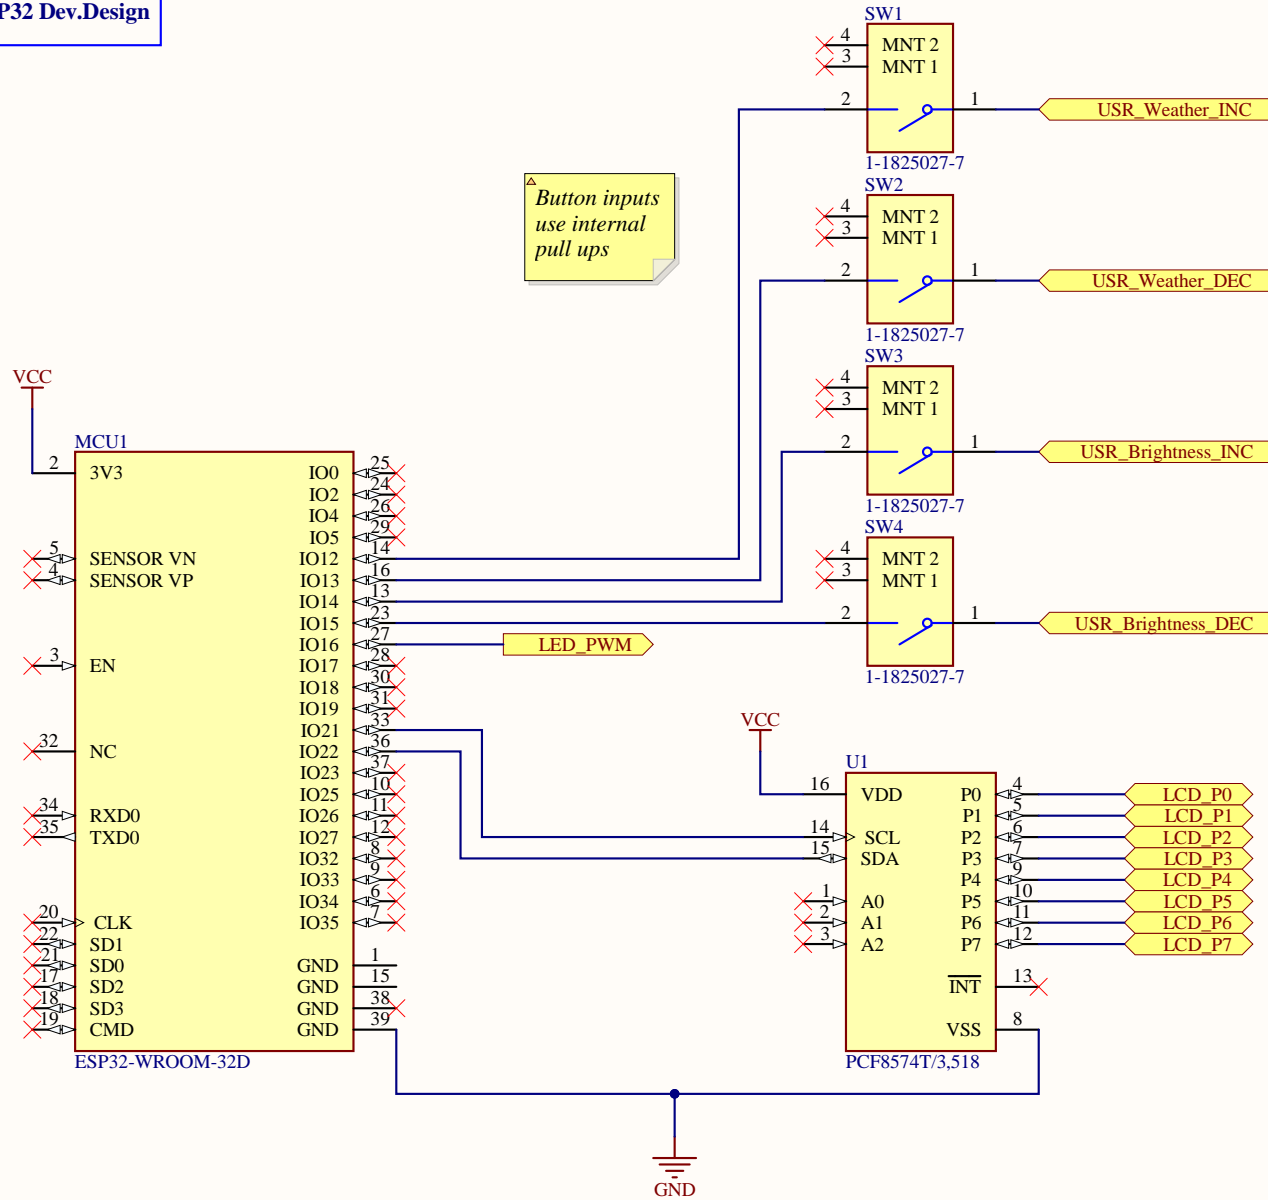 P32 Dev.Design
SW1
4 MNT 2
3 MNT 1
2 1 USR_Weather_INC
1-1825027-7
Button inputs
use internal
pull ups
SW2
4 MNT 2
3 MNT 1
2 1 USR_Weather_DEC
1-1825027-7
SW3
4 MNT 2
3 MNT 1
2 1 USR_Brightness_INC
1-1825027-7
SW4
4 MNT 2
3 MNT 1
2 1 USR_Brightness_DEC
1-1825027-7
VCC
MCU1
2 3V3 IO0 25
IO2 24
IO4 26
IO5 29
5 SENSOR VN IO12 14
4 SENSOR VP IO13 16
IO14 13
IO15 23
IO16 27 LED_PWM
3 EN IO17 28
IO18 30
IO19 31
IO21 33
32 NC IO22 36
IO23 37
IO25 10
34 RXD0 IO26 11
35 TXD0 IO27 12
IO32 8
IO33 9
IO34 6
20 CLK IO35 7
22 SD1
21 SD0 GND 1
17 SD2 GND 15
18 SD3 GND 38
19 CMD GND 39
ESP32-WROOM-32D
VCC
U1
16 VDD P0 4 LCD_P0
P1 5 LCD_P1
14 SCL P2 6 LCD_P2
15 SDA P3 7 LCD_P3
P4 9 LCD_P4
1 A0 P5 10 LCD_P5
2 A1 P6 11 LCD_P6
3 A2 P7 12 LCD_P7
INT 13
VSS 8
PCF8574T/3,518
GND